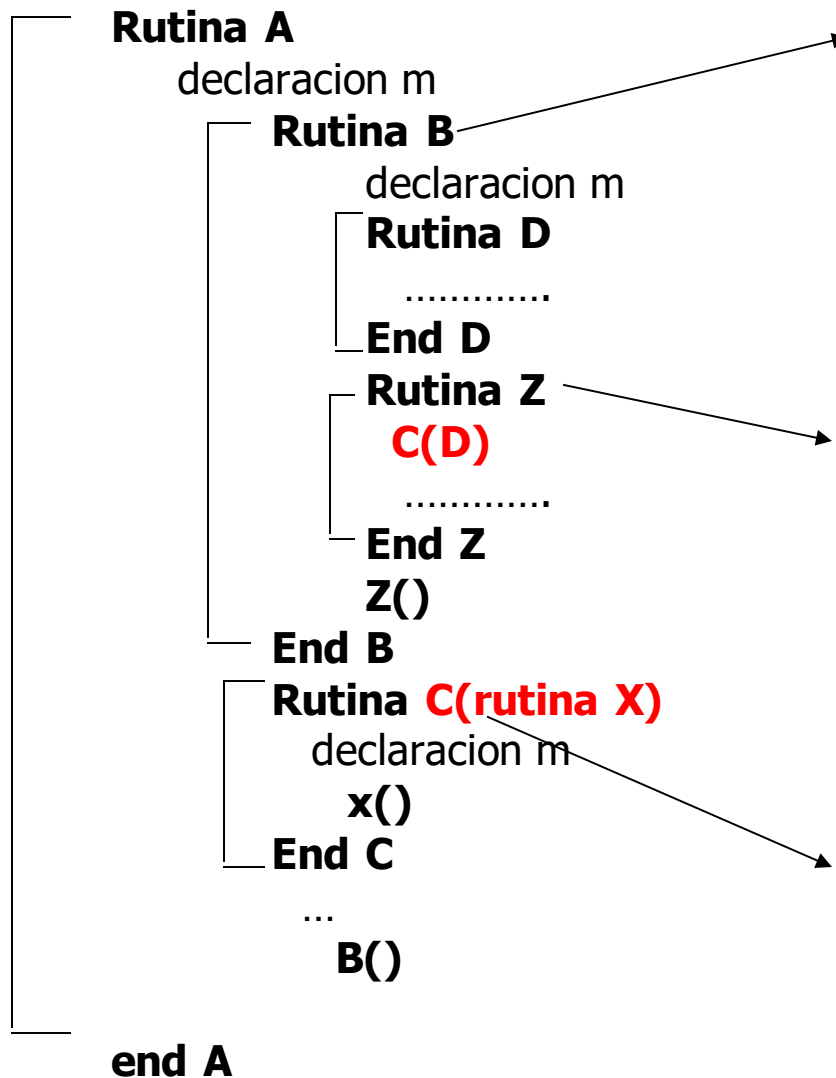 Rutina A
declaracion m
Rutina B
declaracion m
Rutina D
………….
End D
Rutina Z
C(D)
………….
End Z
Z()
End B
Rutina C(rutina X)
declaracion m
x()
End C
...
B()
end A